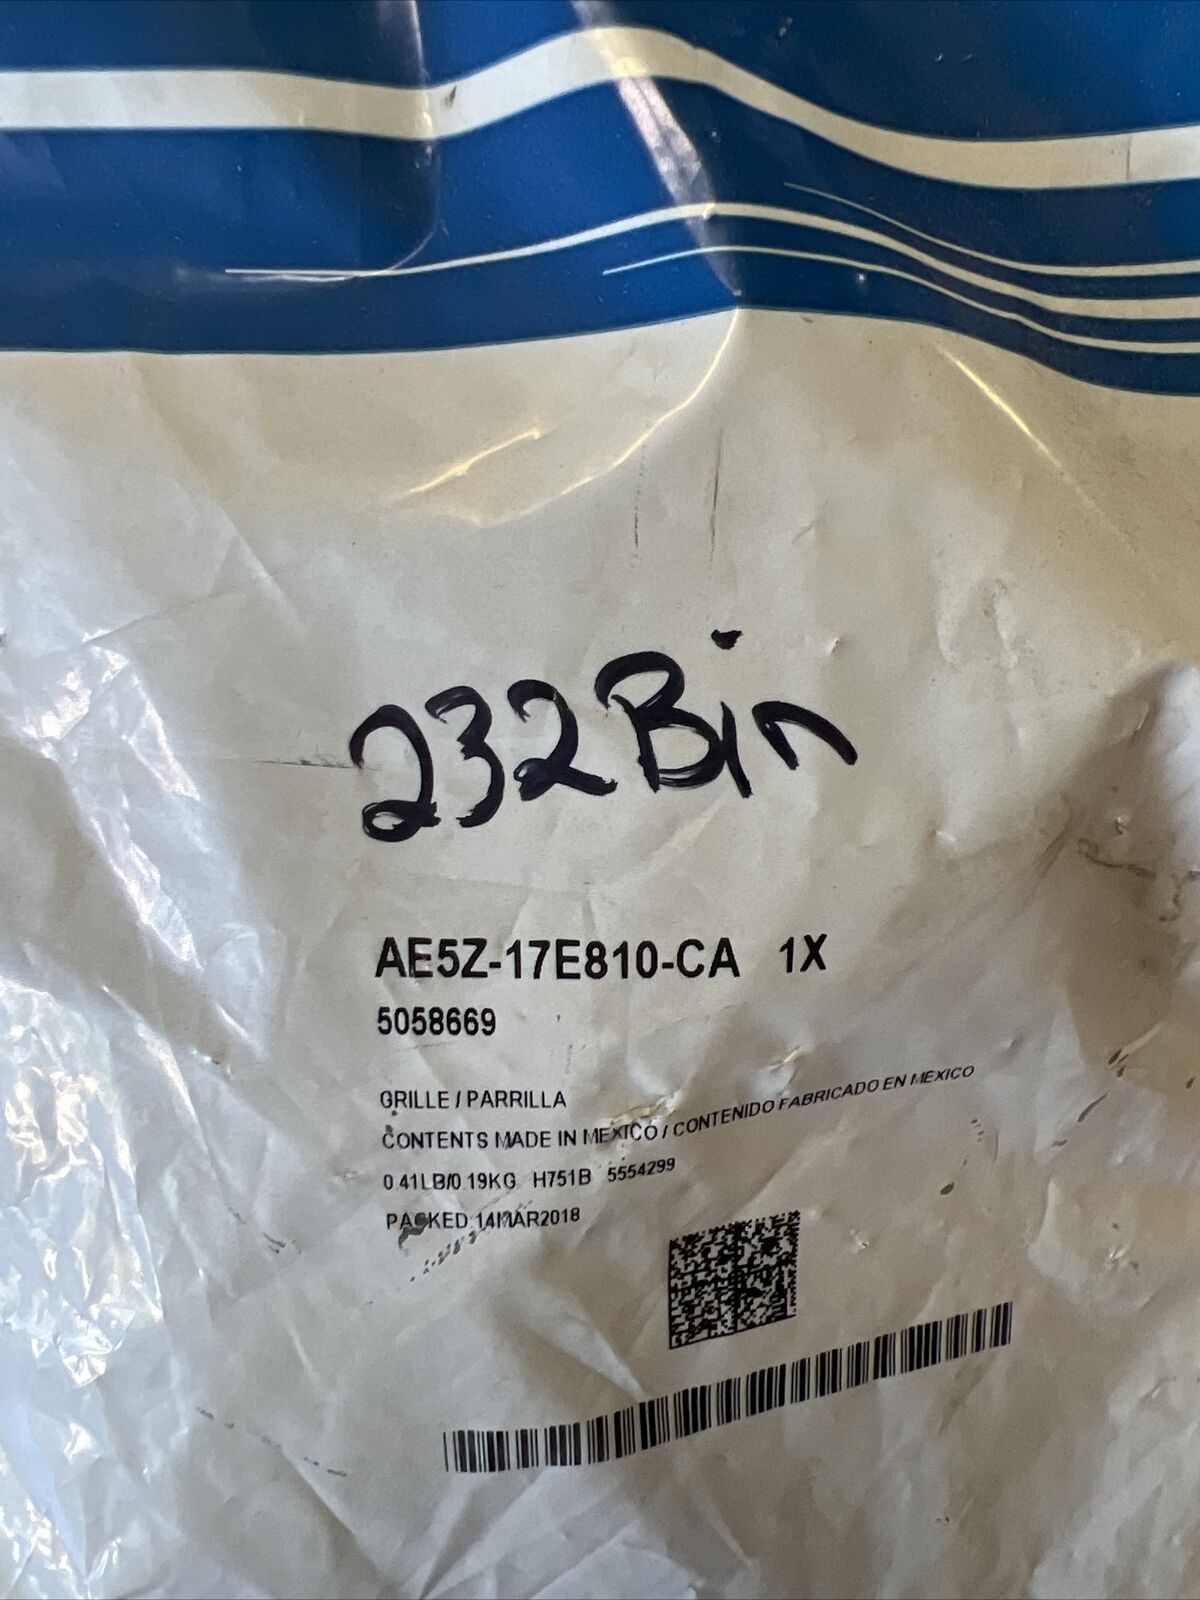 232Bin
AE5Z-17E810-CA 1X
5058669
GRILLE / PARRILLA
CONTENTS MADE IN MEXICO / CONTENIDO FABRICADO EN MEXICO
0.41LB/0.19KG H751B 5554299
PACKED:14MAR2018